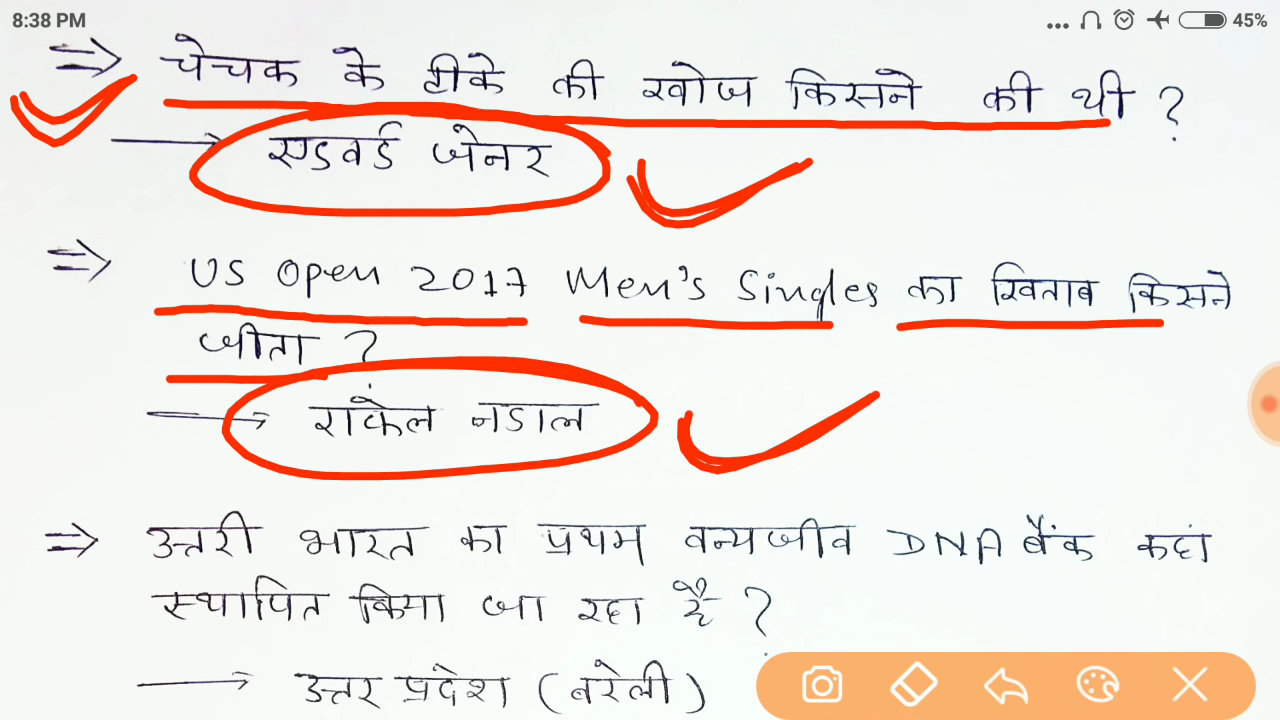 8:38 PM
45%
⇒ चेचक के टीके की खोज किसने की थी ?
→ एडवर्ड जेनर
⇒ US Open 2017 Men's Singles का खिताब किसने
जीता ?
→ राफेल नडाल
⇒ उत्तरी भारत का प्रथम वन्यजीव DNA बैंक कहां
स्थापित किया जा रहा है ?
→ उत्तर प्रदेश (बरेली)